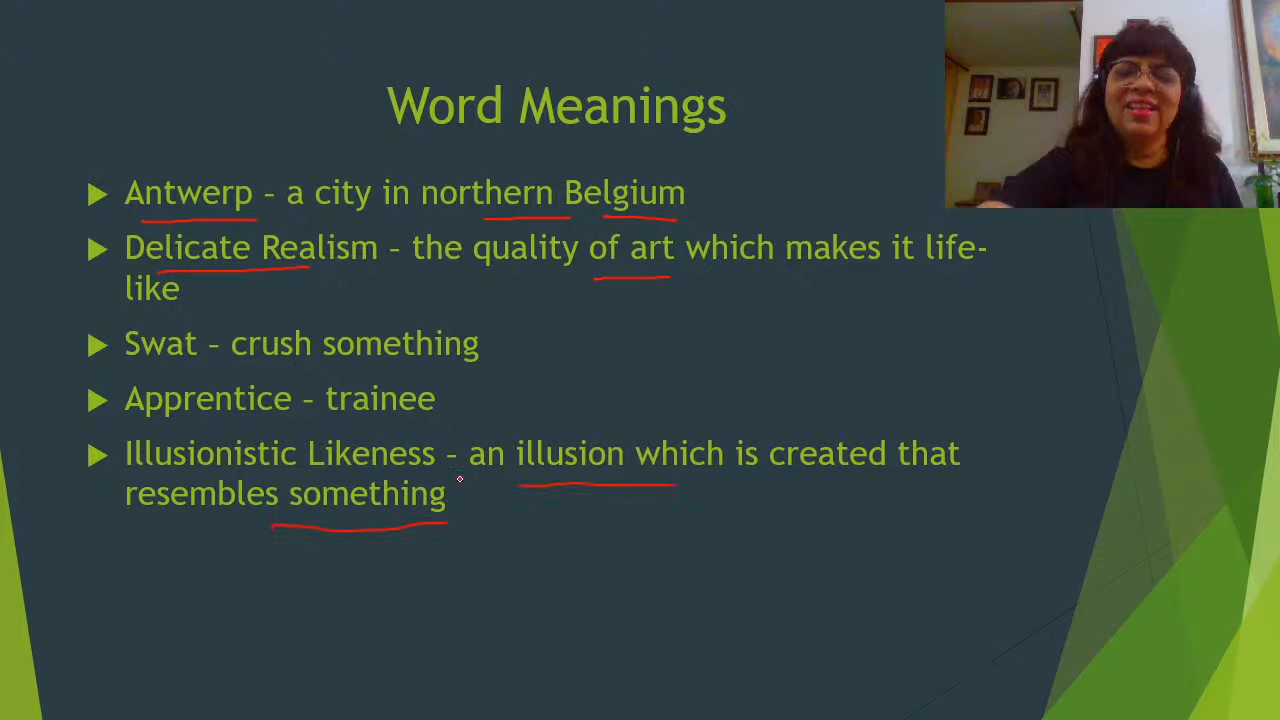 Word Meanings
Antwerp – a city in northern Belgium
Delicate Realism – the quality of art which makes it life-
like
Swat – crush something
Apprentice – trainee
Illusionistic Likeness – an illusion which is created that
resembles something